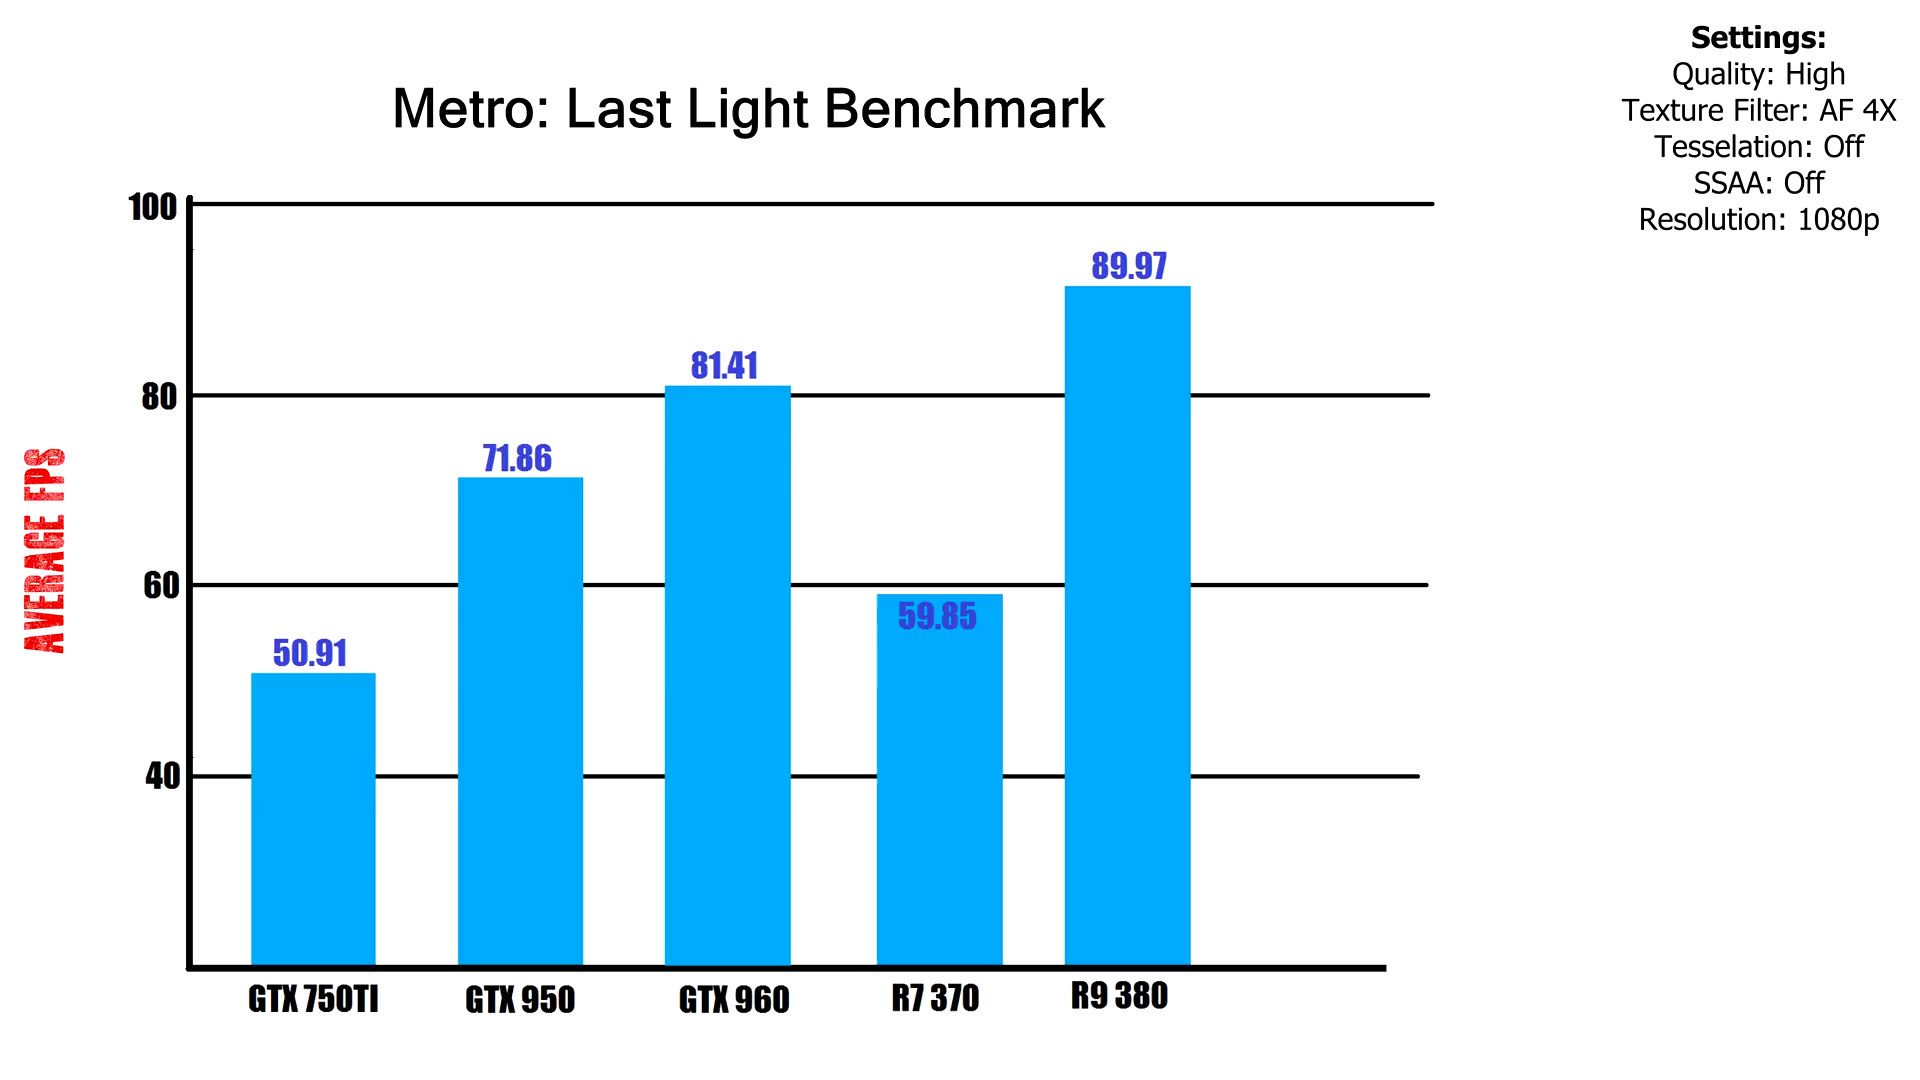 Settings:
Quality: High
Texture Filter: AF 4X
Tesselation: Off
SSAA: Off
Resolution: 1080p
Metro: Last Light Benchmark
AVERAGE FPS
100
80
60
40
50.91
71.86
81.41
59.85
89.97
GTX 750TI
GTX 950
GTX 960
R7 370
R9 380